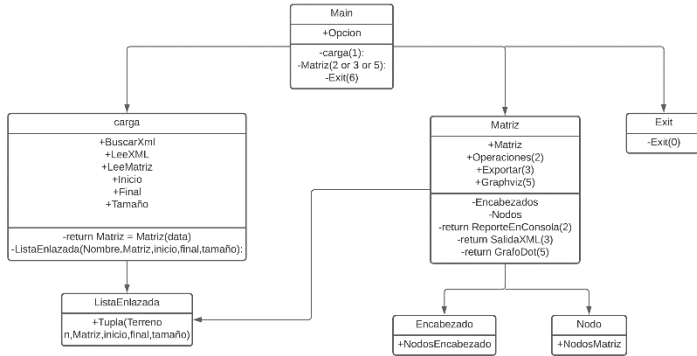 Main
+Opcion
-carga(1):
-Matriz(2 or 3 or 5):
-Exit(6)
carga
+BuscarXml
+LeeXML
+LeeMatriz
+Inicio
+Final
+Tamaño
-return Matriz = Matriz(data)
-ListaEnlazada(Nombre,Matriz,inicio,final,tamaño):
Matriz
+Matriz
+Operaciones(2)
+Exportar(3)
+Graphviz(5)
-Encabezados
-Nodos
-return ReporteEnConsola(2)
-return SalidaXML(3)
-return GrafoDot(5)
Exit
-Exit(0)
ListaEnlazada
+Tupla(Terreno
n,Matriz,inicio,final,tamaño)
Encabezado
+NodosEncabezado
Nodo
+NodosMatriz